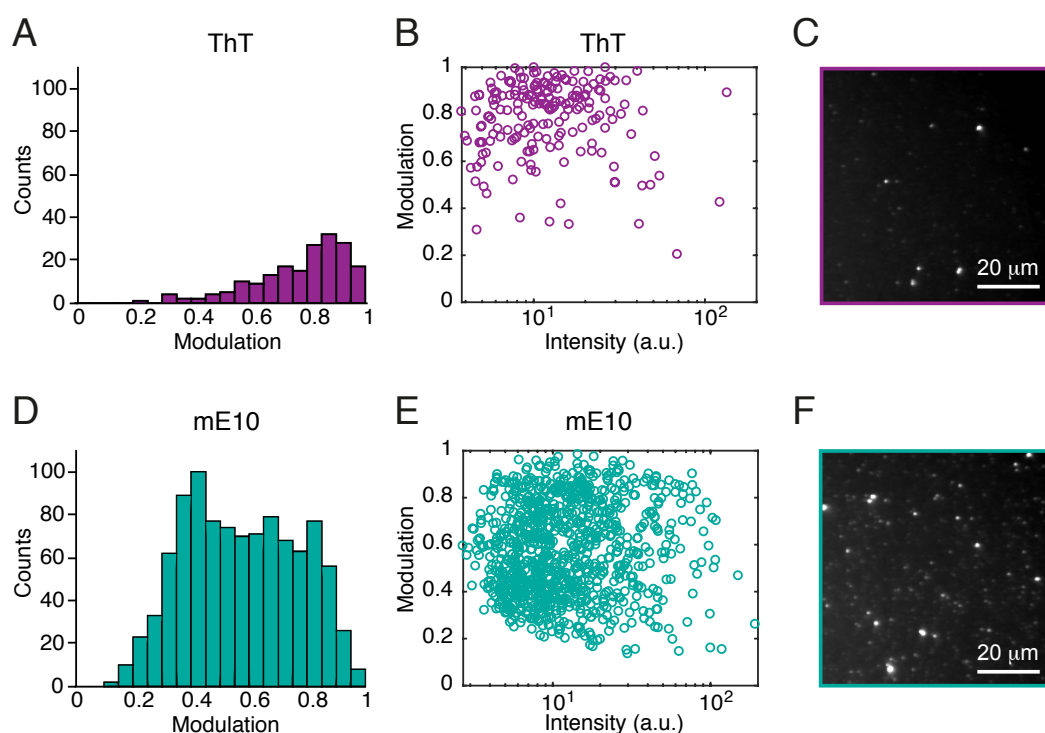 A
ThT
100
80
60
40
20
0
Counts
0 0.2 0.4 0.6 0.8 1
Modulation
B
ThT
1
0.8
0.6
0.4
0.2
0
Modulation
10^1 10^2
Intensity (a.u.)
C
20 μm
D
mE10
100
80
60
40
20
0
Counts
0 0.2 0.4 0.6 0.8 1
Modulation
E
mE10
1
0.8
0.6
0.4
0.2
0
Modulation
10^1 10^2
Intensity (a.u.)
F
20 μm